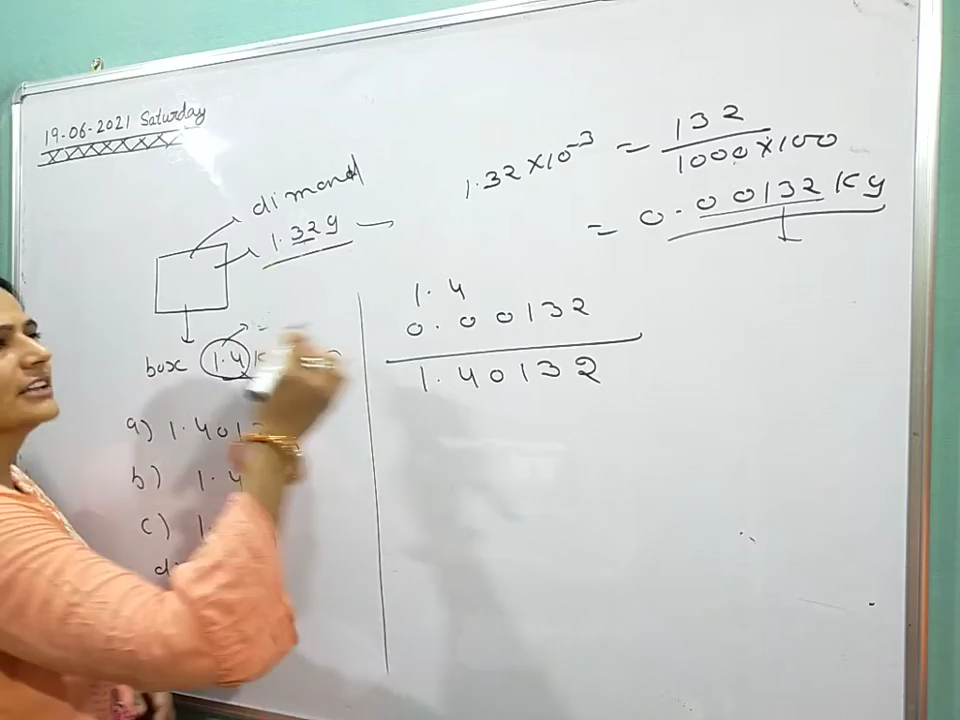 19-06-2021 Saturday
dimond
1.32g
box 1.4 K
a) 1.401
b) 1.4
c) 1.
d
1.32×10⁻³ = 132
1000×100
= 0.00132 Kg
1.4
0.00132
1.40132